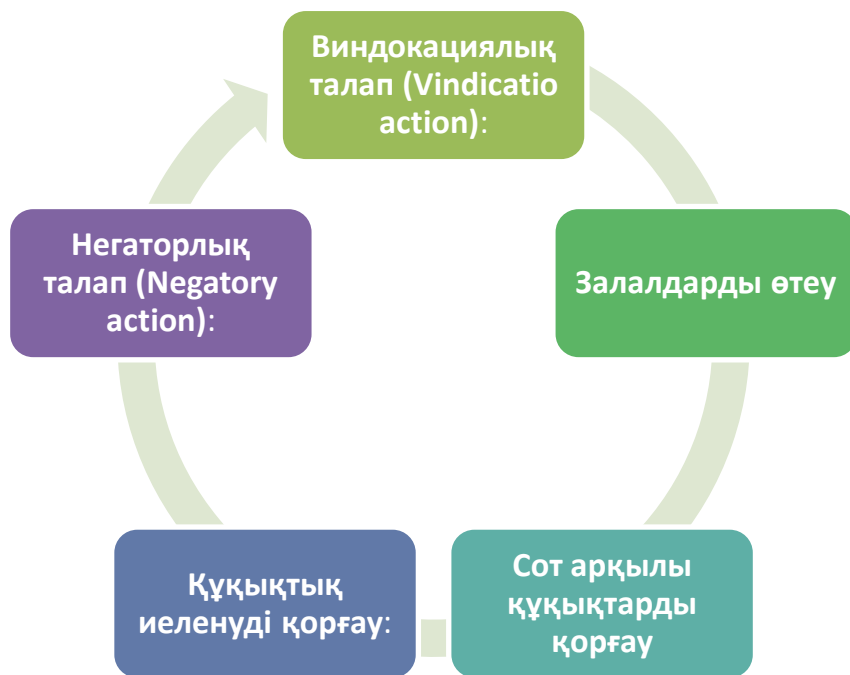 Виндокациялық
талап (Vindicatio
action):
Залалдарды өтеу
Сот арқылы
құқықтарды
қорғау
Құқықтық
иеленуді қорғау:
Негаторлық
талап (Negatory
action):